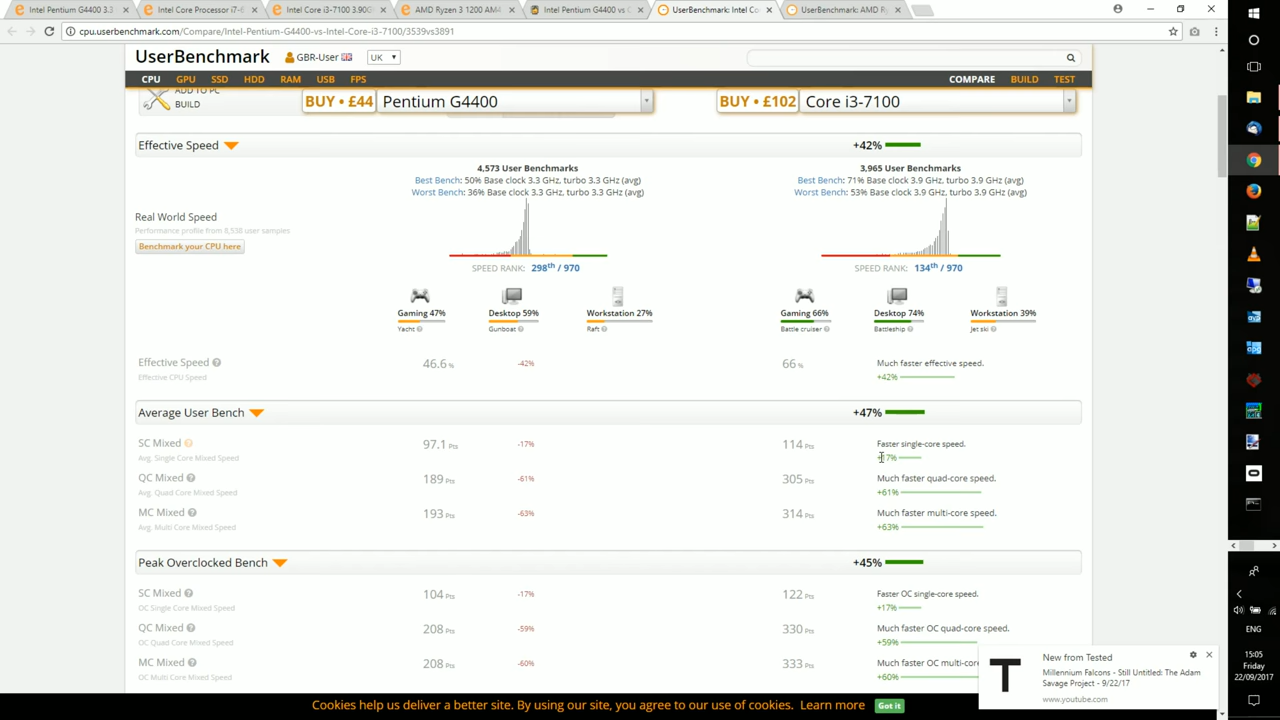 Intel Pentium G4400 3.3
Intel Core Processor i7-6
Intel Core i3-7100 3.90G
AMD Ryzen 3 1200 AM4
Intel Pentium G4400 vs C
UserBenchmark: Intel Co
UserBenchmark: AMD Ry
cpu.userbenchmark.com/Compare/Intel-Pentium-G4400-vs-Intel-Core-i3-7100/3539vs3891
UserBenchmark GBR-User UK
CPU GPU SSD HDD RAM USB FPS COMPARE BUILD TEST
ADD TO PC
BUILD
BUY • £44 Pentium G4400 BUY • £102 Core i3-7100
Effective Speed +42%
4,573 User Benchmarks 3,965 User Benchmarks
Best Bench: 50% Base clock 3.3 GHz, turbo 3.3 GHz (avg) Best Bench: 71% Base clock 3.9 GHz, turbo 3.9 GHz (avg)
Worst Bench: 36% Base clock 3.3 GHz, turbo 3.3 GHz (avg) Worst Bench: 53% Base clock 3.9 GHz, turbo 3.9 GHz (avg)
Real World Speed
Performance profile from 8,538 user samples
Benchmark your CPU here
SPEED RANK: 298th / 970 SPEED RANK: 134th / 970
Gaming 47% Desktop 59% Workstation 27% Gaming 66% Desktop 74% Workstation 39%
Yacht Gunboat Raft Battle cruiser Battleship Jet ski
Effective Speed 46.6 % -42% 66 % Much faster effective speed.
Effective CPU Speed +42%
Average User Bench +47%
SC Mixed 97.1 Pts -17% 114 Pts Faster single-core speed.
Avg. Single Core Mixed Speed +17%
QC Mixed 189 Pts -61% 305 Pts Much faster quad-core speed.
Avg. Quad Core Mixed Speed +61%
MC Mixed 193 Pts -63% 314 Pts Much faster multi-core speed.
Avg. Multi Core Mixed Speed +63%
Peak Overclocked Bench +45%
SC Mixed 104 Pts -17% 122 Pts Faster OC single-core speed.
OC Single Core Mixed Speed +17%
QC Mixed 208 Pts -59% 330 Pts Much faster OC quad-core speed.
OC Quad Core Mixed Speed +59%
MC Mixed 208 Pts -60% 333 Pts Much faster OC multi-core
OC Multi Core Mixed Speed +60%
New from Tested
Millennium Falcons - Still Untitled: The Adam
Savage Project - 9/22/17
www.youtube.com
Cookies help us deliver a better site. By using our site, you agree to our use of cookies. Learn more Got it
ENG
15:05
Friday
22/09/2017